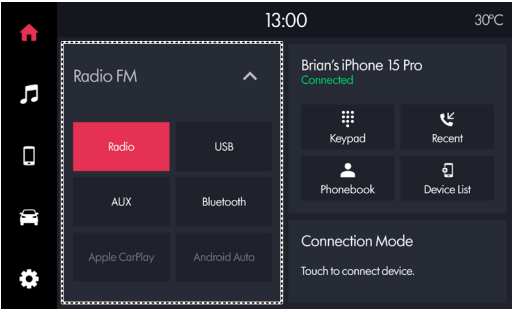 13:00
30°C
Radio FM
Radio
USB
AUX
Bluetooth
Apple CarPlay
Android Auto
Brian's iPhone 15 Pro
Connected
Keypad
Recent
Phonebook
Device List
Connection Mode
Touch to connect device.